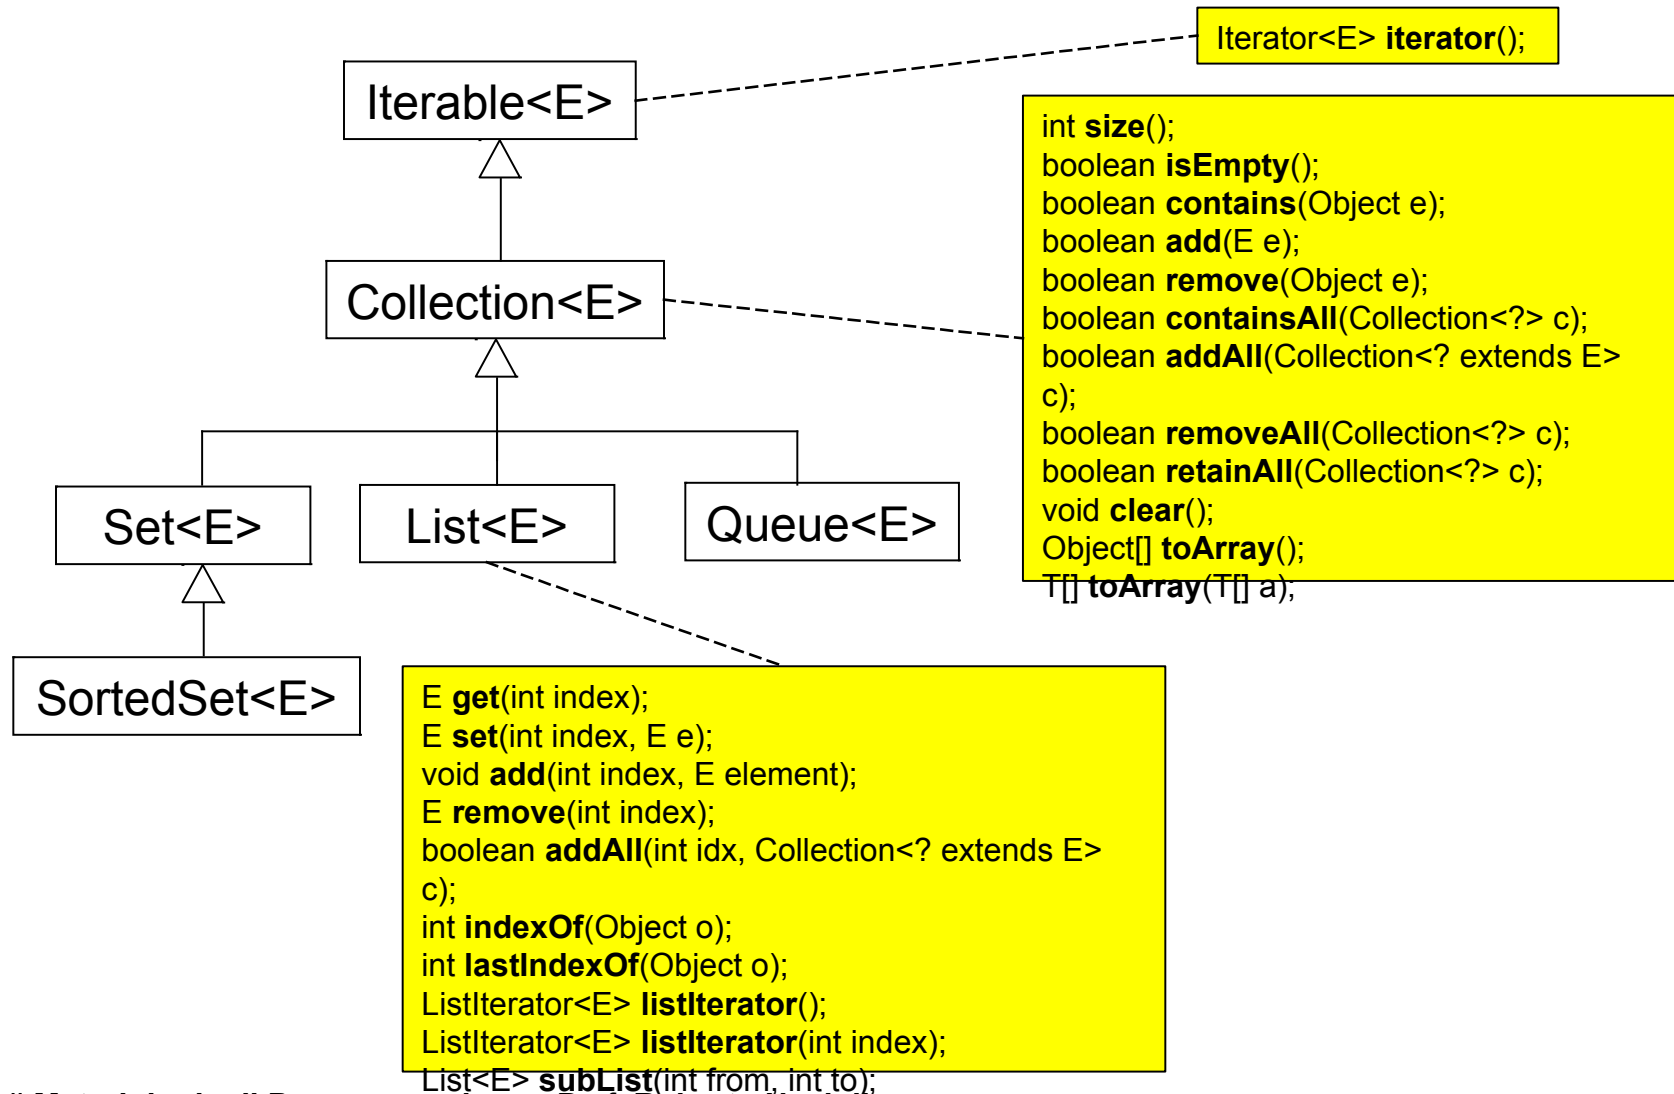 Iterator<E> iterator();
Iterable<E>
int size();
boolean isEmpty();
boolean contains(Object e);
boolean add(E e);
boolean remove(Object e);
boolean containsAll(Collection<?> c);
boolean addAll(Collection<? extends E>
c);
boolean removeAll(Collection<?> c);
boolean retainAll(Collection<?> c);
void clear();
Object[] toArray();
T[] toArray(T[] a);
Collection<E>
Set<E>
List<E>
Queue<E>
SortedSet<E>
E get(int index);
E set(int index, E e);
void add(int index, E element);
E remove(int index);
boolean addAll(int idx, Collection<? extends E>
c);
int indexOf(Object o);
int lastIndexOf(Object o);
ListIterator<E> listIterator();
ListIterator<E> listIterator(int index);
List<E> subList(int from, int to);